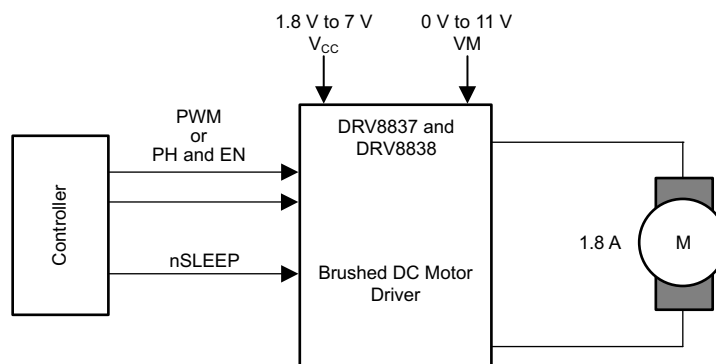 1.8 V to 7 V
VCC
0 V to 11 V
VM
PWM
or
PH and EN
DRV8837 and
DRV8838
Controller
nSLEEP
Brushed DC Motor
Driver
1.8 A
M